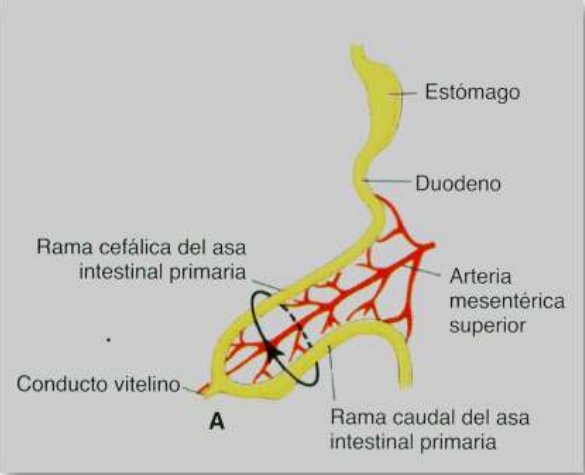 Estómago
Duodeno
Rama cefálica del asa
intestinal primaria
Arteria
mesentérica
superior
Conducto vitelino
A
Rama caudal del asa
intestinal primaria